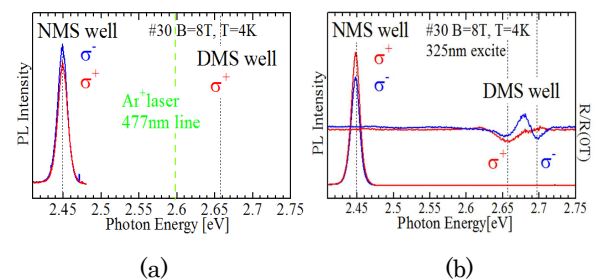 (a)
NMS well
#30 B=8T, T=4K
σ-
σ+
DMS well
σ+
Ar+laser
477nm line
PL Intensity
2.45 2.5 2.55 2.6 2.65 2.7 2.75
Photon Energy[eV]
(a)
(b)
NMS well
#30 B=8T, T=4K
325nm excite
σ+
σ-
DMS well
σ+
σ-
PL Intensity
R/R(0T)
2.45 2.5 2.55 2.6 2.65 2.7 2.75
Photon Energy[eV]
(b)